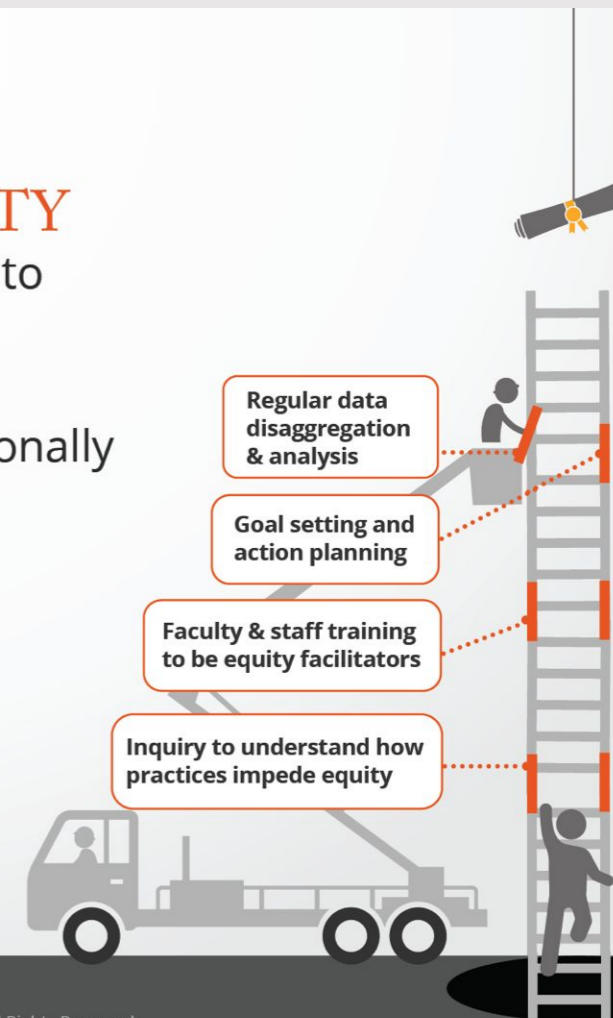 TY
to
onally
Regular data
disaggregation
& analysis
Goal setting and
action planning
Faculty & staff training
to be equity facilitators
Inquiry to understand how
practices impede equity